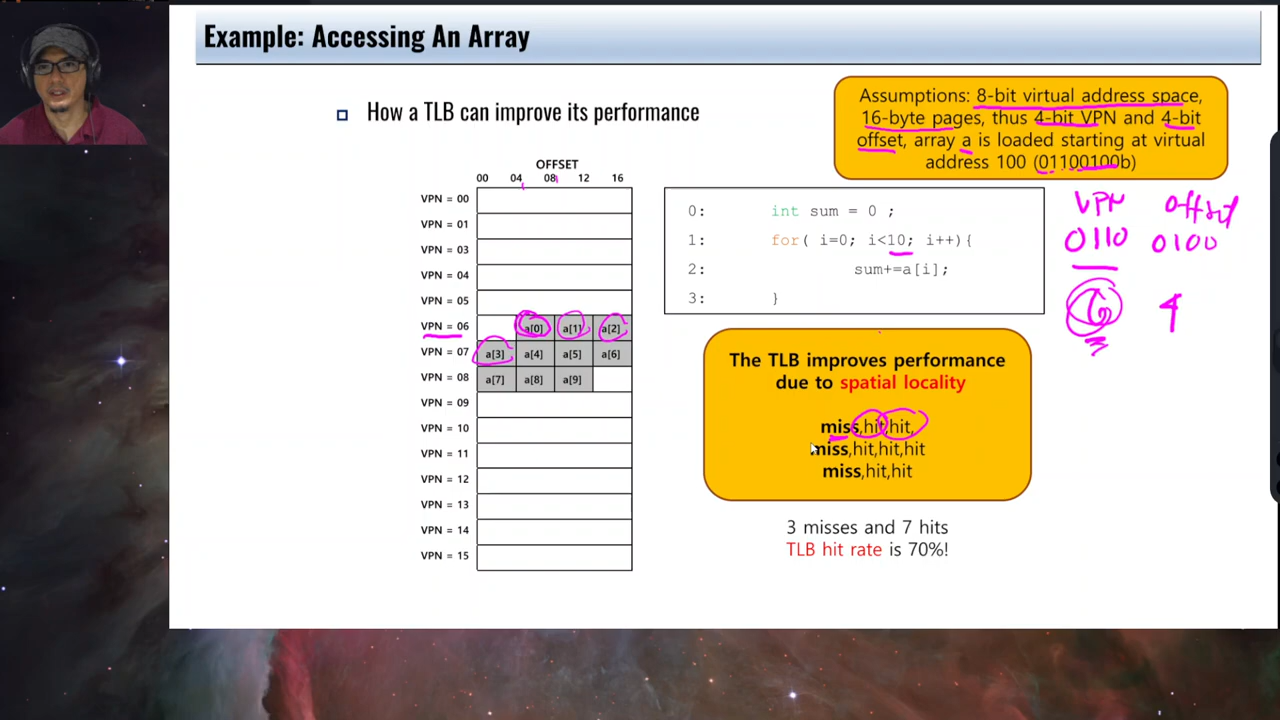 Example: Accessing An Array
How a TLB can improve its performance
Assumptions: 8-bit virtual address space,
16-byte pages, thus 4-bit VPN and 4-bit
offset, array a is loaded starting at virtual
address 100 (01100100b)
VPN offset
0110 0100
6 4
OFFSET
00 04 08 12 16
VPN = 00
VPN = 01
VPN = 03
VPN = 04
VPN = 05
VPN = 06 a[0] a[1] a[2]
VPN = 07 a[3] a[4] a[5] a[6]
VPN = 08 a[7] a[8] a[9]
VPN = 09
VPN = 10
VPN = 11
VPN = 12
VPN = 13
VPN = 14
VPN = 15
0: int sum = 0 ;
1: for( i=0; i<10; i++){
2: sum+=a[i];
3: }
The TLB improves performance
due to spatial locality
miss,hit,hit,
miss,hit,hit,hit
miss,hit,hit
3 misses and 7 hits
TLB hit rate is 70%!